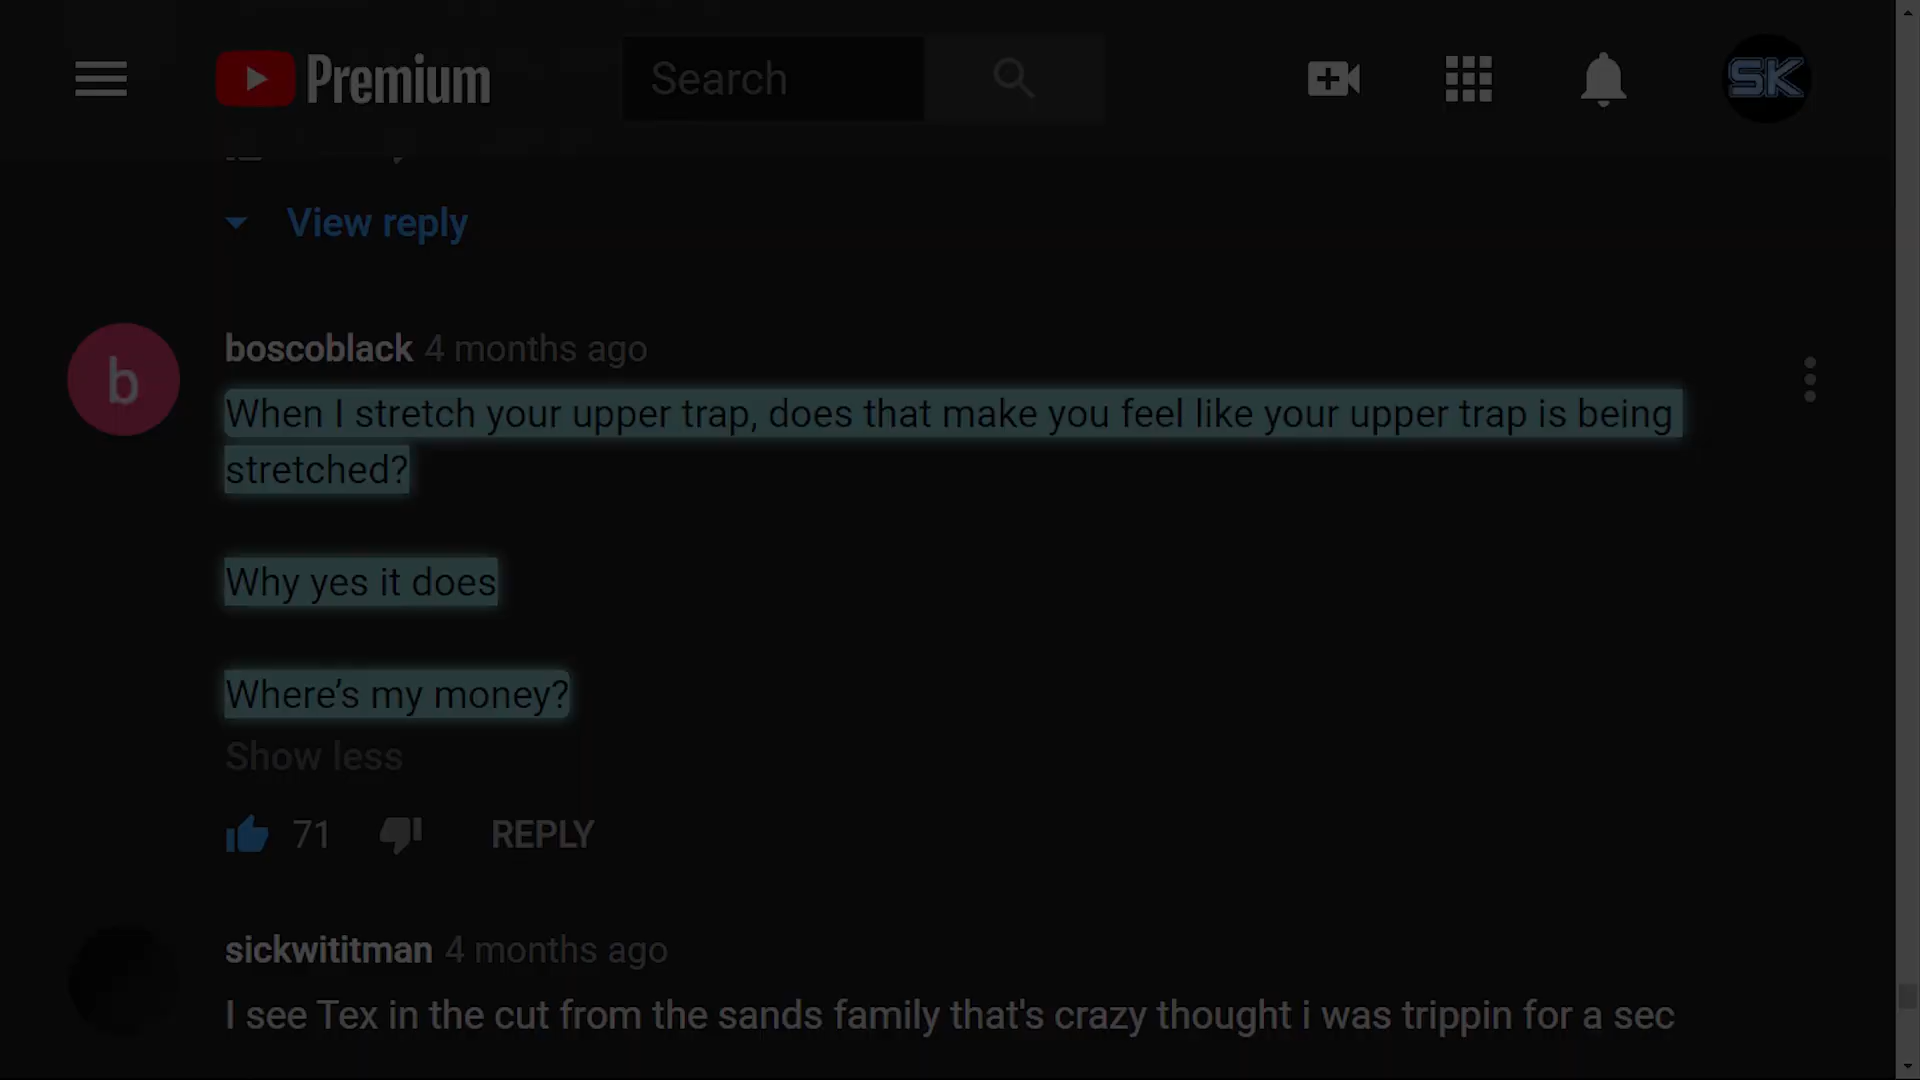 Premium
Search
SK
View reply
b
boscoblack 4 months ago
When I stretch your upper trap, does that make you feel like your upper trap is being
stretched?
Why yes it does
Where’s my money?
Show less
71 REPLY
sickwititman 4 months ago
I see Tex in the cut from the sands family that's crazy thought i was trippin for a sec